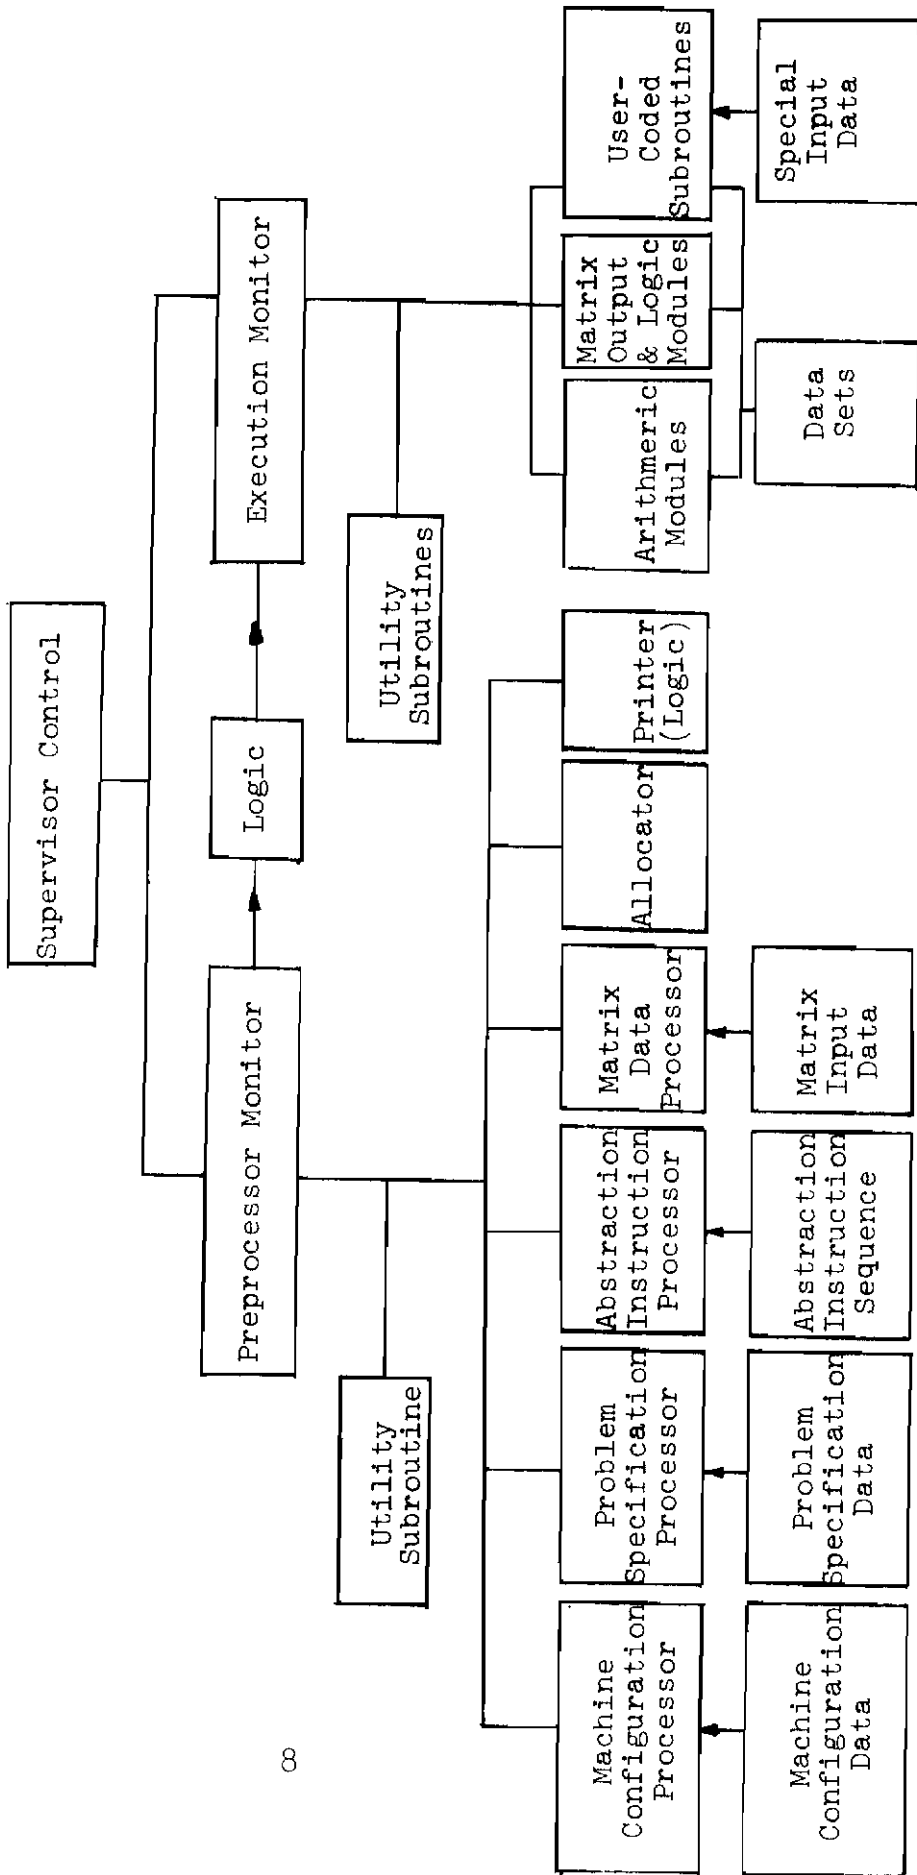 Supervisor Control
Preprocessor Monitor
Logic
Execution Monitor
Utility
Subroutine
Utility
Subroutines
Machine
Configuration
Processor
Problem
Specification
Processor
Abstraction
Instruction
Processor
Matrix
Data
Processor
Allocator
Printer
(Logic)
Arithmeric
Modules
Matrix
Output
& Logic
Modules
User-
Coded
Subroutines
Machine
Configuration
Data
Problem
Specification
Data
Abstraction
Instruction
Sequence
Matrix
Input
Data
Data
Sets
Special
Input
Data
8